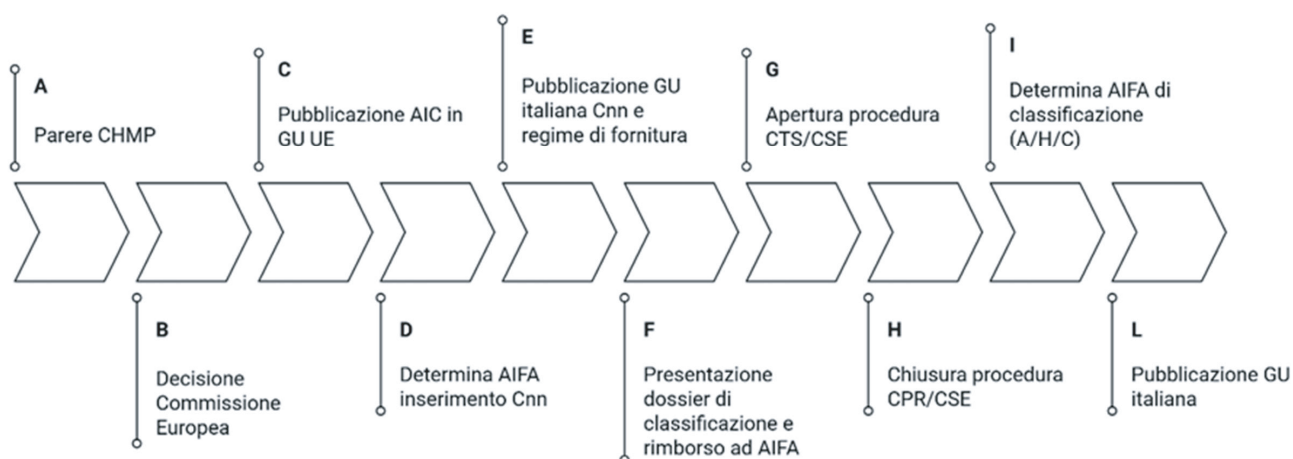 A
Parere CHMP
B
Decisione
Commissione
Europea
C
Pubblicazione AIC in
GU UE
D
Determina AIFA
inserimento Cnn
E
Pubblicazione GU
italiana Cnn e
regime di fornitura
F
Presentazione
dossier di
classificazione e
rimborso ad AIFA
G
Apertura procedura
CTS/CSE
H
Chiusura procedura
CPR/CSE
I
Determina AIFA di
classificazione
(A/H/C)
L
Pubblicazione GU
italiana